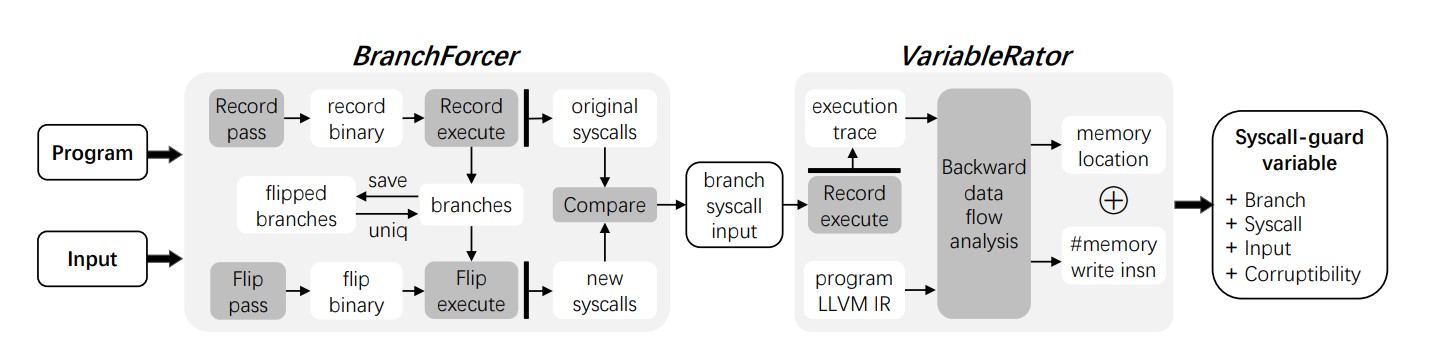 BranchForcer
VariableRator
Program
Input
Record
pass
record
binary
Record
execute
original
syscalls
flipped
branches
save
uniq
branches
Compare
Flip
pass
flip
binary
Flip
execute
new
syscalls
branch
syscall
input
execution
trace
Record
execute
program
LLVM IR
Backward
data
flow
analysis
memory
location
#memory
write insn
Syscall-guard
variable
+ Branch
+ Syscall
+ Input
+ Corruptibility